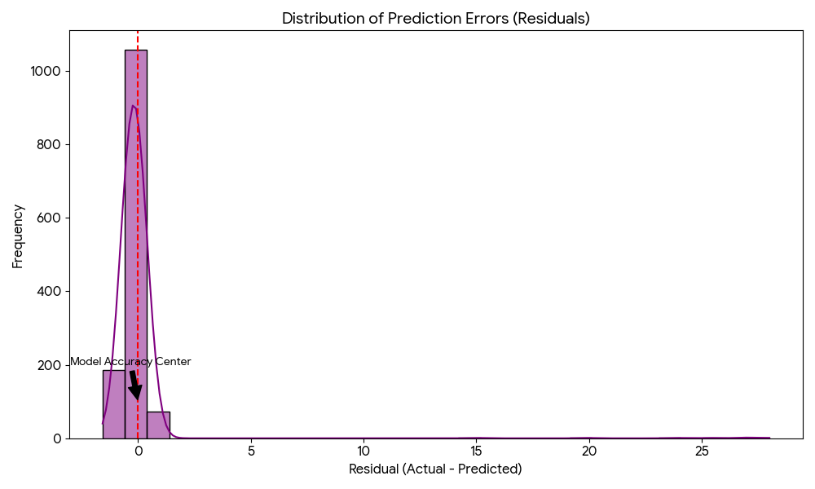 Distribution of Prediction Errors (Residuals)
1000
800
600
400
200
0
Frequency
Model Accuracy Center
0 5 10 15 20 25
Residual (Actual - Predicted)